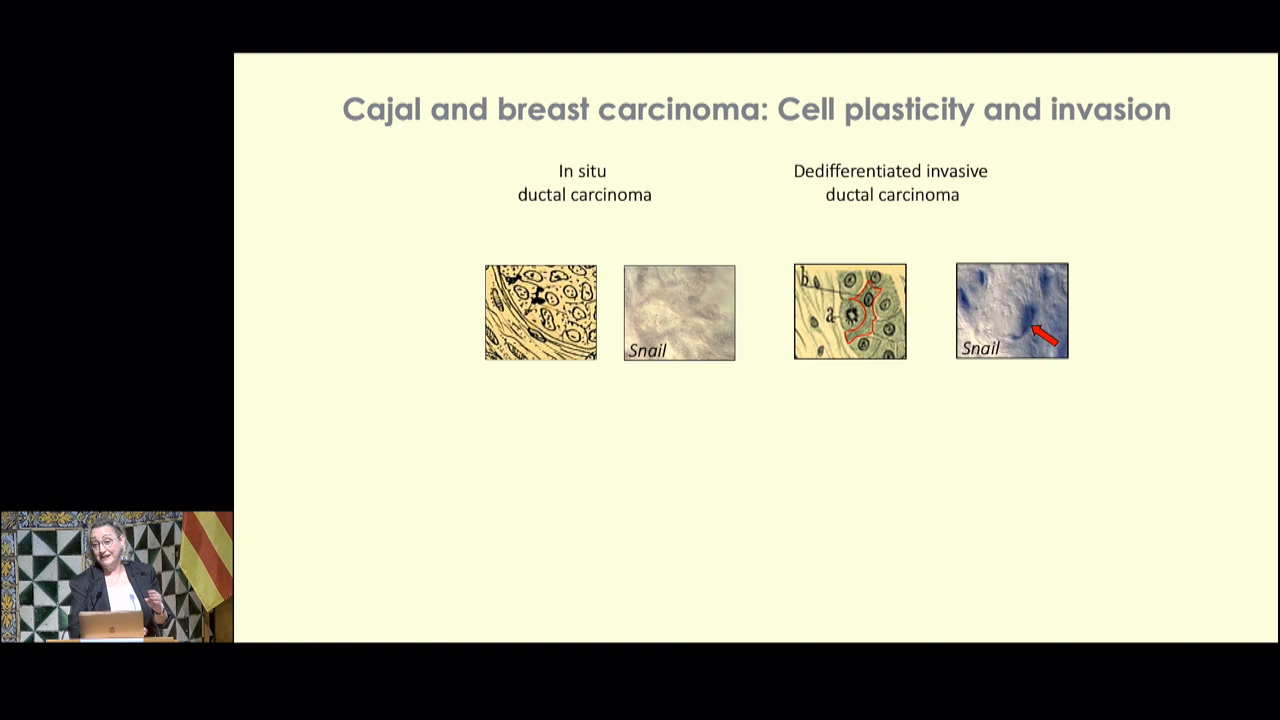 Cajal and breast carcinoma: Cell plasticity and invasion
In situ
ductal carcinoma
Dedifferentiated invasive
ductal carcinoma
Snail
b
a
Snail